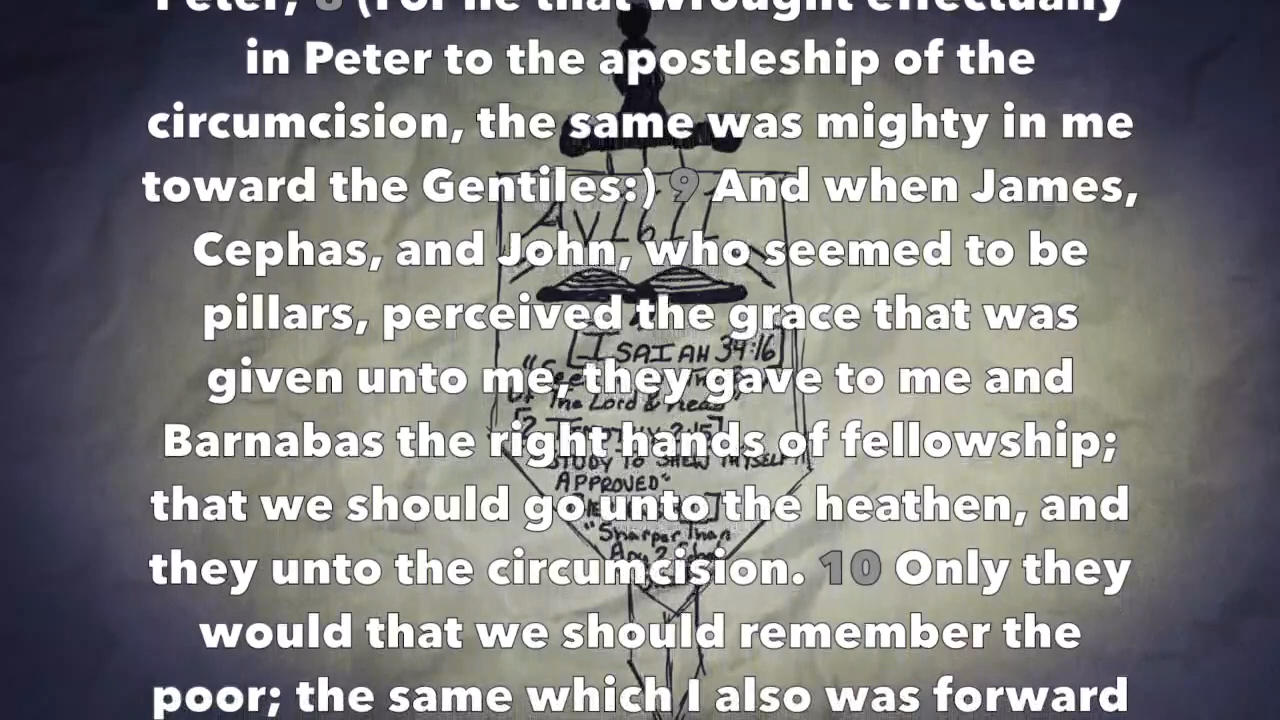 Peter; 8 (For he that wrought effectually
in Peter to the apostleship of the
circumcision, the same was mighty in me
toward the Gentiles:) 9 And when James,
Cephas, and John, who seemed to be
pillars, perceived the grace that was
given unto me, they gave to me and
Barnabas the right hands of fellowship;
that we should go unto the heathen, and
they unto the circumcision. 10 Only they
would that we should remember the
poor; the same which I also was forward
AV1611
[ISAIAH 34:16]
The Lord & Read"
STUDY TO SHEW THYSELF
APPROVED"
"Sharper Than
Any 2